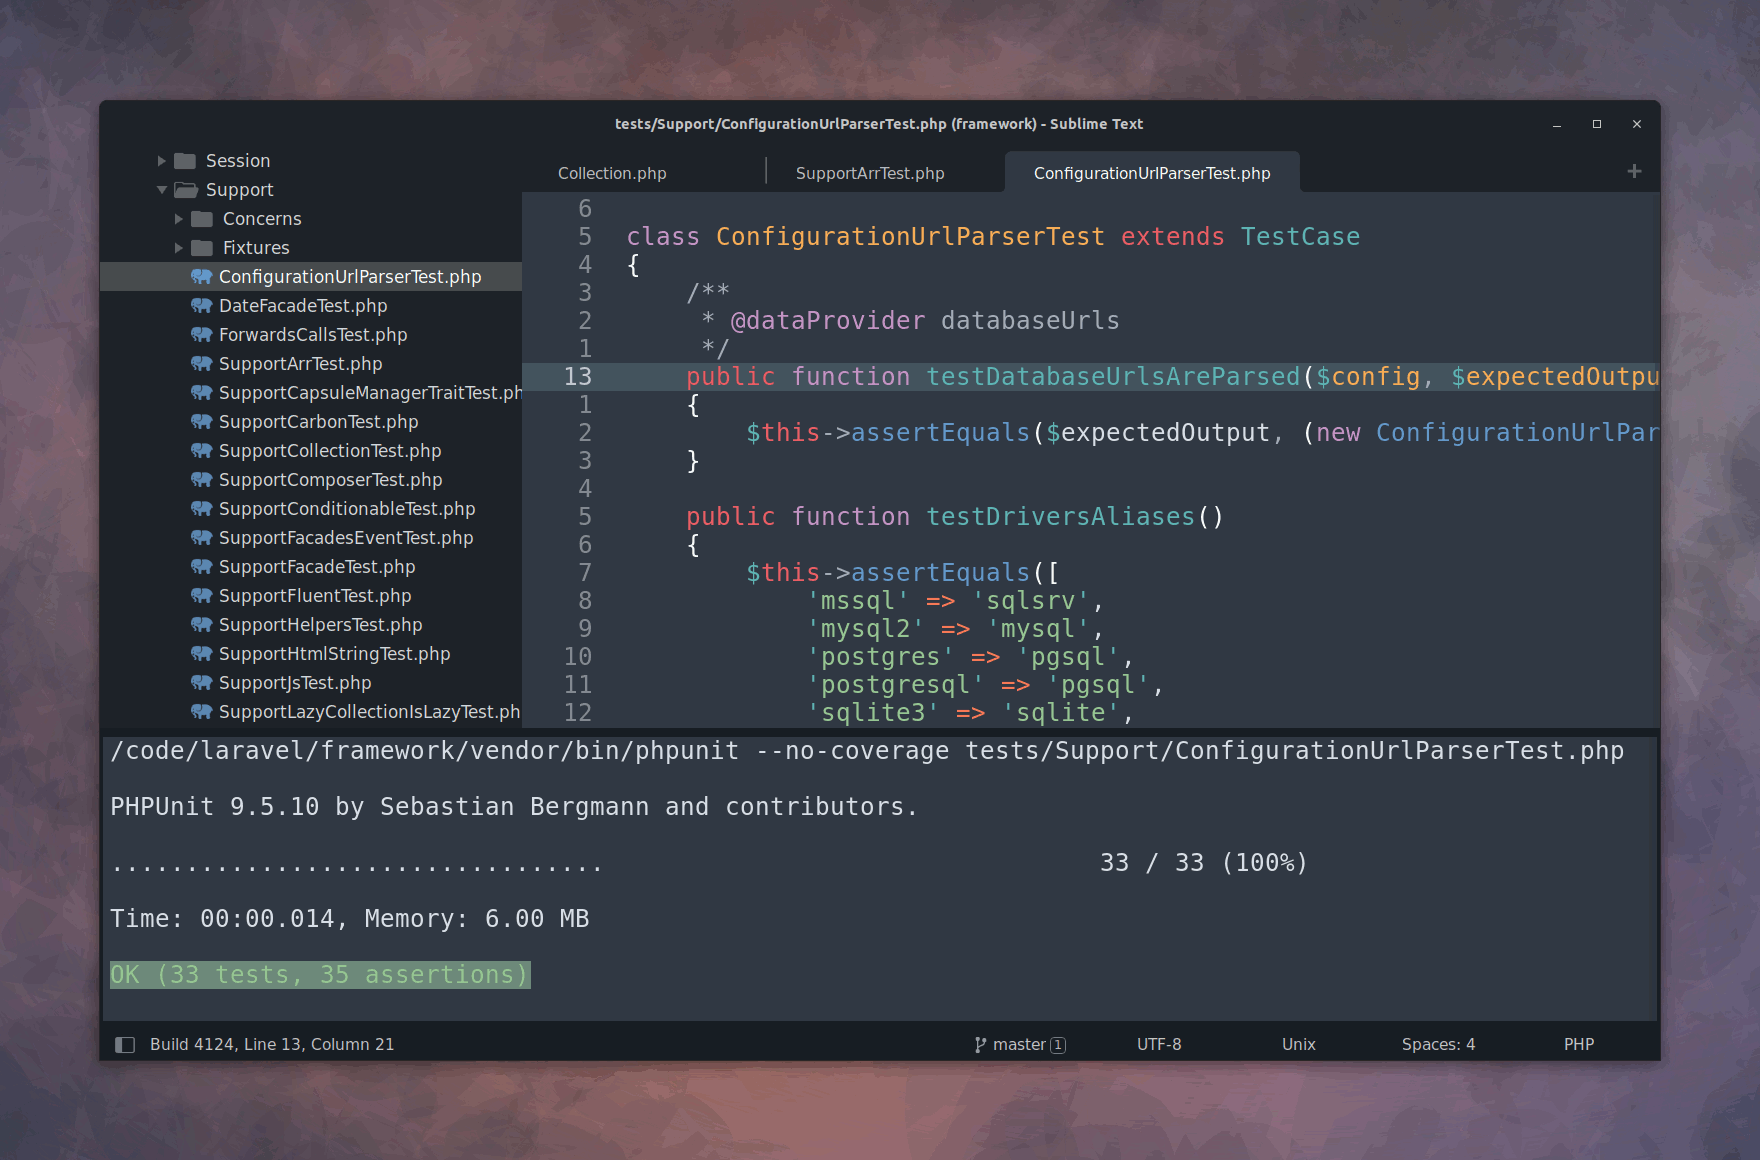 tests/Support/ConfigurationUrlParserTest.php (framework) - Sublime Text
Session
Support
Concerns
Fixtures
ConfigurationUrlParserTest.php
DateFacadeTest.php
ForwardsCallsTest.php
SupportArrTest.php
SupportCapsuleManagerTraitTest.ph
SupportCarbonTest.php
SupportCollectionTest.php
SupportComposerTest.php
SupportConditionableTest.php
SupportFacadesEventTest.php
SupportFacadeTest.php
SupportFluentTest.php
SupportHelpersTest.php
SupportHtmlStringTest.php
SupportJsTest.php
SupportLazyCollectionIsLazyTest.ph
Collection.php
SupportArrTest.php
ConfigurationUrlParserTest.php
6
5 class ConfigurationUrlParserTest extends TestCase
4 {
3     /**
2      * @dataProvider databaseUrls
1      */
13     public function testDatabaseUrlsAreParsed($config, $expectedOutpu
1     {
2         $this->assertEquals($expectedOutput, (new ConfigurationUrlPar
3     }
4
5     public function testDriversAliases()
6     {
7         $this->assertEquals([
8             'mssql' => 'sqlsrv',
9             'mysql2' => 'mysql',
10             'postgres' => 'pgsql',
11             'postgresql' => 'pgsql',
12             'sqlite3' => 'sqlite',
/code/laravel/framework/vendor/bin/phpunit --no-coverage tests/Support/ConfigurationUrlParserTest.php
PHPUnit 9.5.10 by Sebastian Bergmann and contributors.
................................. 33 / 33 (100%)
Time: 00:00.014, Memory: 6.00 MB
OK (33 tests, 35 assertions)
Build 4124, Line 13, Column 21
master 1
UTF-8
Unix
Spaces: 4
PHP